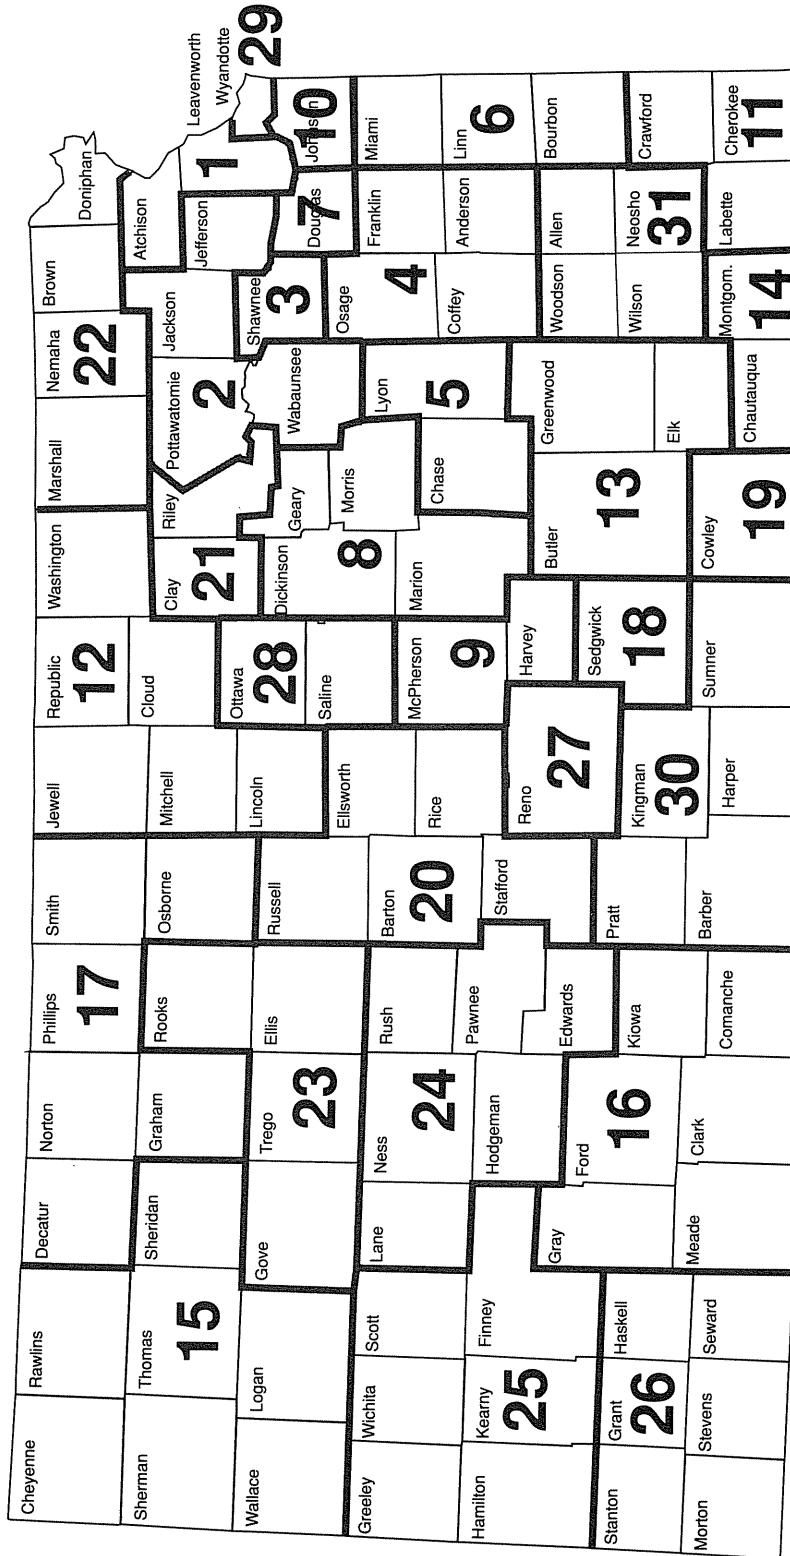 Cheyenne
Rawlins
Decatur
Norton
Phillips
17
Smith
Jewell
Republic
12
Washington
Marshall
Nemaha
22
Brown
Doniphan
Sherman
Thomas
15
Sheridan
Graham
Rooks
Osborne
Mitchell
Cloud
Clay
21
Riley
Pottawatomie
2
Jackson
Atchison
Jefferson
1
Leavenworth
Wyandotte
29
Wallace
Logan
Gove
Trego
23
Ellis
Russell
Lincoln
Ottawa
28
Saline
Dickinson
8
Geary
Morris
Wabaunsee
Shawnee
3
Douglas
7
Johnson
10
Greeley
Wichita
Scott
Lane
Ness
24
Rush
Barton
20
Ellsworth
Rice
McPherson
9
Marion
Chase
Lyon
5
Osage
4
Franklin
Miami
Hamilton
Kearny
25
Finney
Hodgeman
Pawnee
Edwards
Stafford
Reno
27
Harvey
Butler
13
Greenwood
Coffey
Anderson
Linn
6
Woodson
Allen
Bourbon
Stanton
Grant
26
Haskell
Gray
Ford
16
Kiowa
Pratt
Kingman
30
Sedgwick
18
Elk
Wilson
Neosho
31
Crawford
Morton
Stevens
Seward
Meade
Clark
Comanche
Barber
Harper
Sumner
Cowley
19
Chautauqua
Montgom.
14
Labette
Cherokee
11